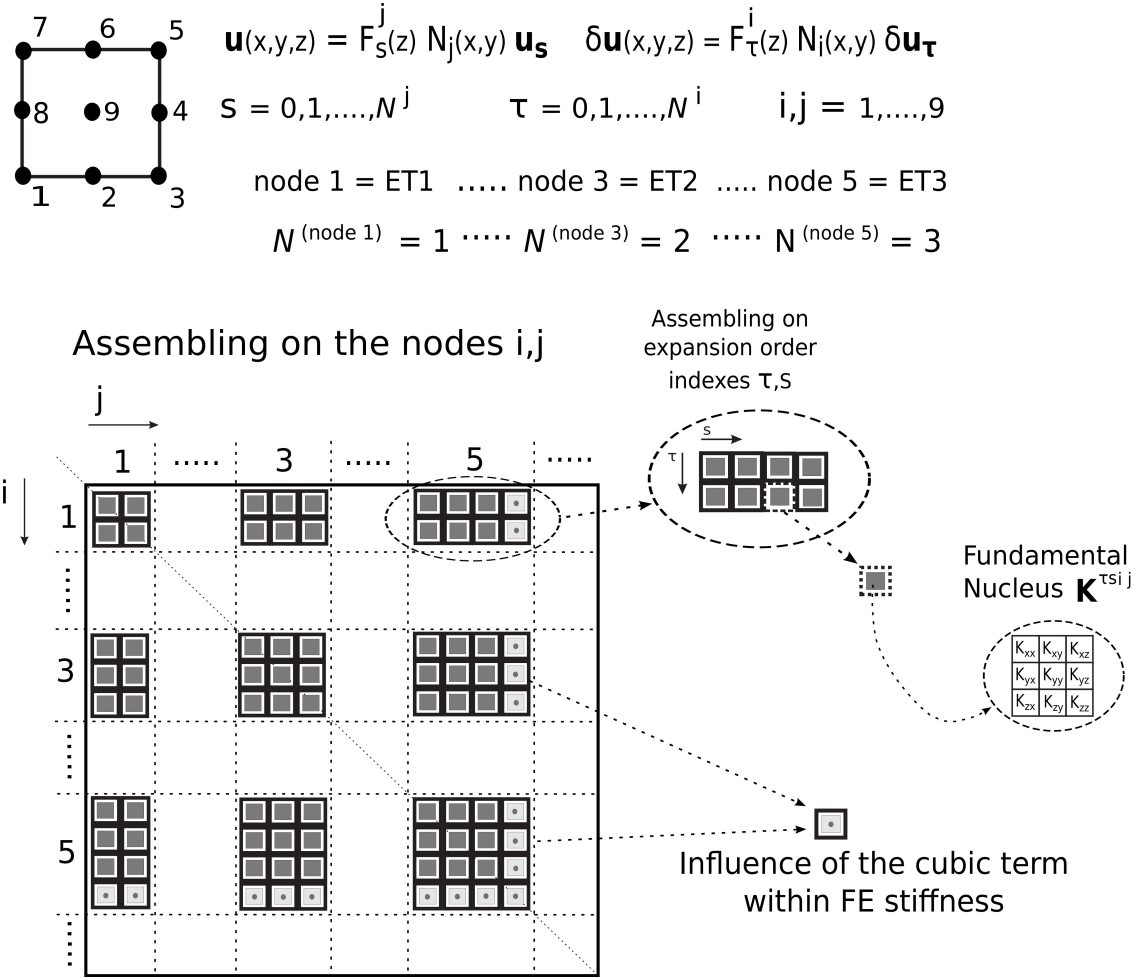 7 6 5
8 9 4
1 2 3
u(x,y,z) = F_s^j(z) N_j(x,y) u_s   δu(x,y,z) = F_τ^i(z) N_i(x,y) δu_τ
s = 0,1,....,N^j   τ = 0,1,....,N^i   i,j = 1,....,9
node 1 = ET1 ..... node 3 = ET2 ..... node 5 = ET3
N^(node 1) = 1 ..... N^(node 3) = 2 ..... N^(node 5) = 3
Assembling on the nodes i,j
j
1 ..... 3 ..... 5 .....
i
1
.....
3
.....
5
.....
Assembling on
expansion order
indexes τ,s
s
τ
Fundamental
Nucleus K^τsij
K_xx K_xy K_xz
K_yx K_yy K_yz
K_zx K_zy K_zz
Influence of the cubic term
within FE stiffness